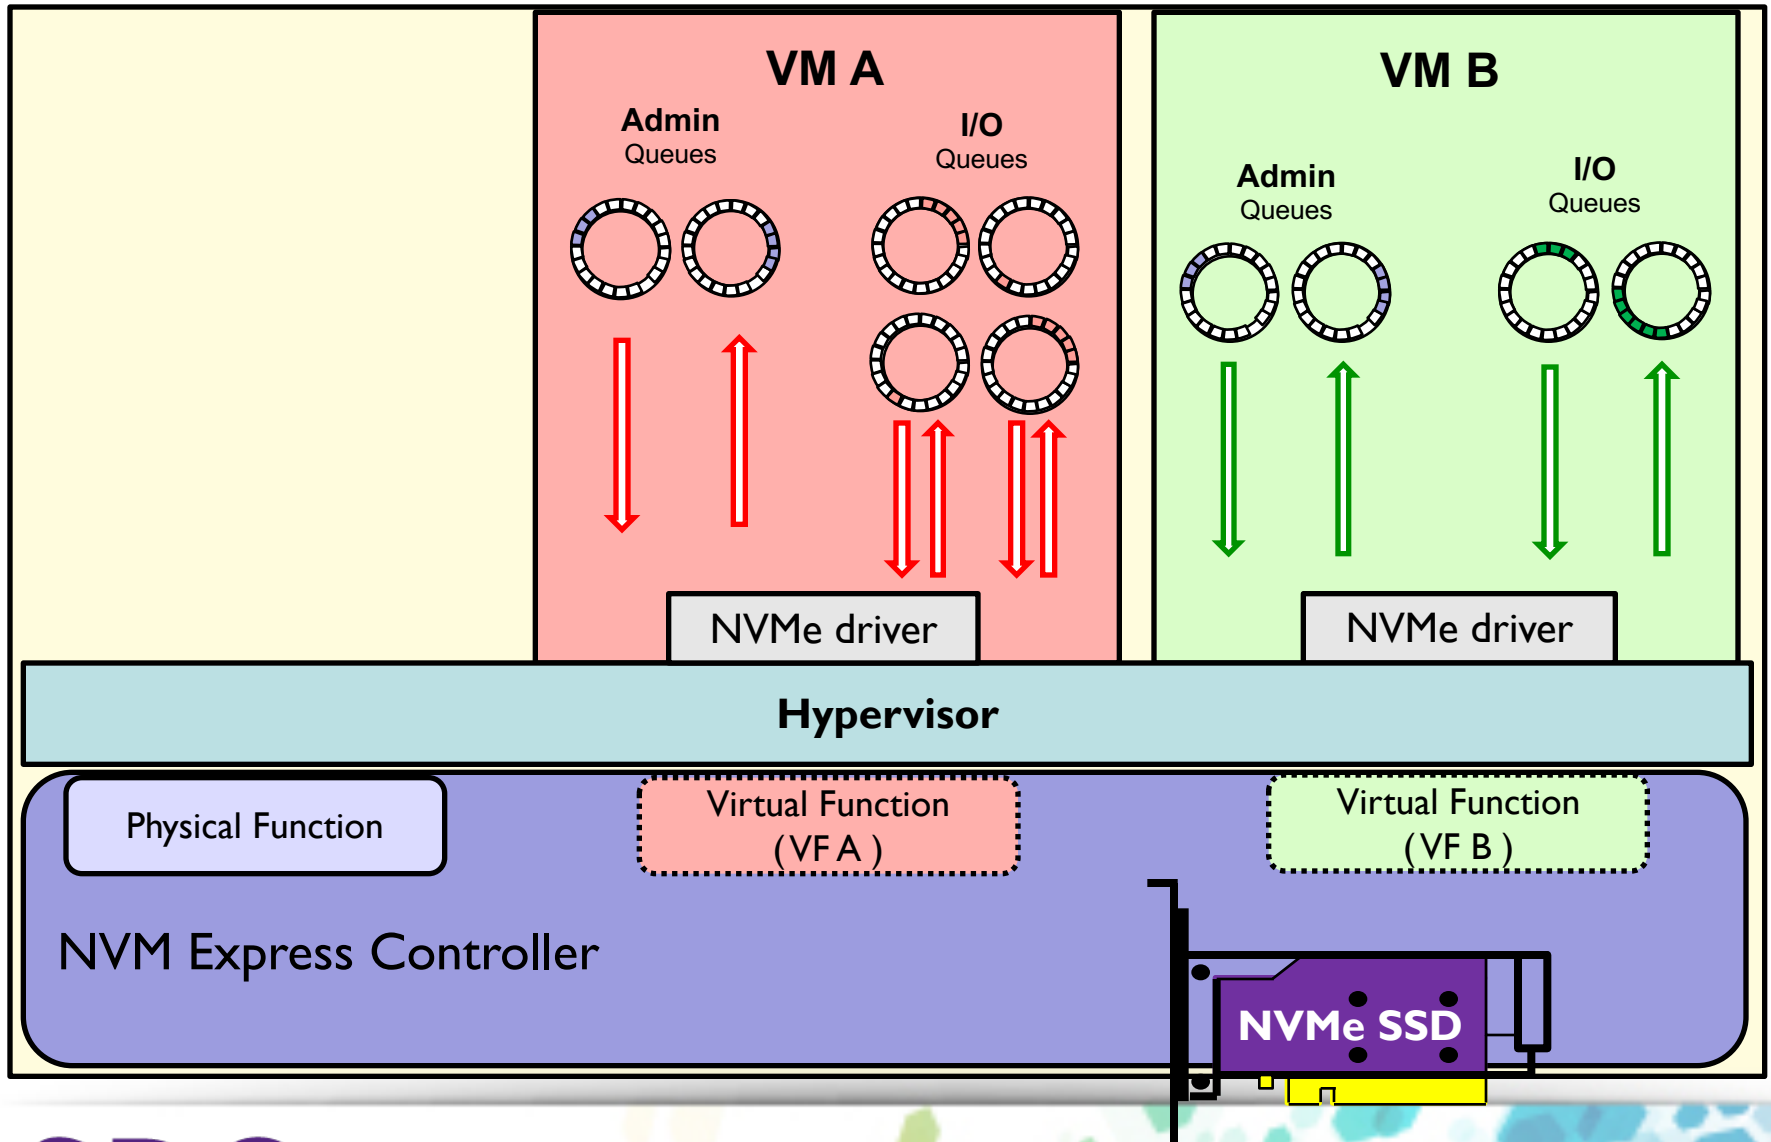 VM A
Admin
Queues
I/O
Queues
VM B
Admin
Queues
I/O
Queues
NVMe driver
NVMe driver
Hypervisor
Physical Function
Virtual Function
( VF A )
Virtual Function
( VF B )
NVM Express Controller
NVMe SSD